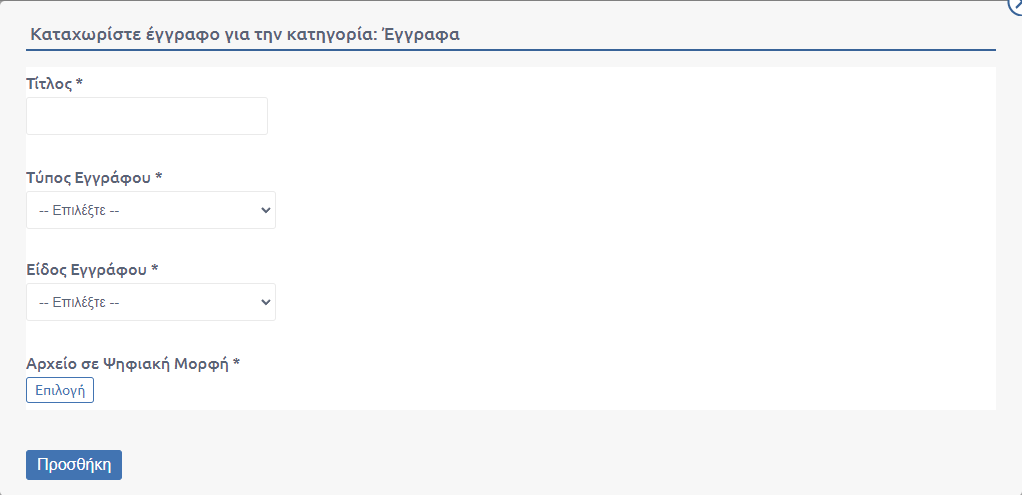 Καταχωρίστε έγγραφο για την κατηγορία: Έγγραφα
Τίτλος *
Τύπος Εγγράφου *
-- Επιλέξτε --
Είδος Εγγράφου *
-- Επιλέξτε --
Αρχείο σε Ψηφιακή Μορφή *
Επιλογή
Προσθήκη